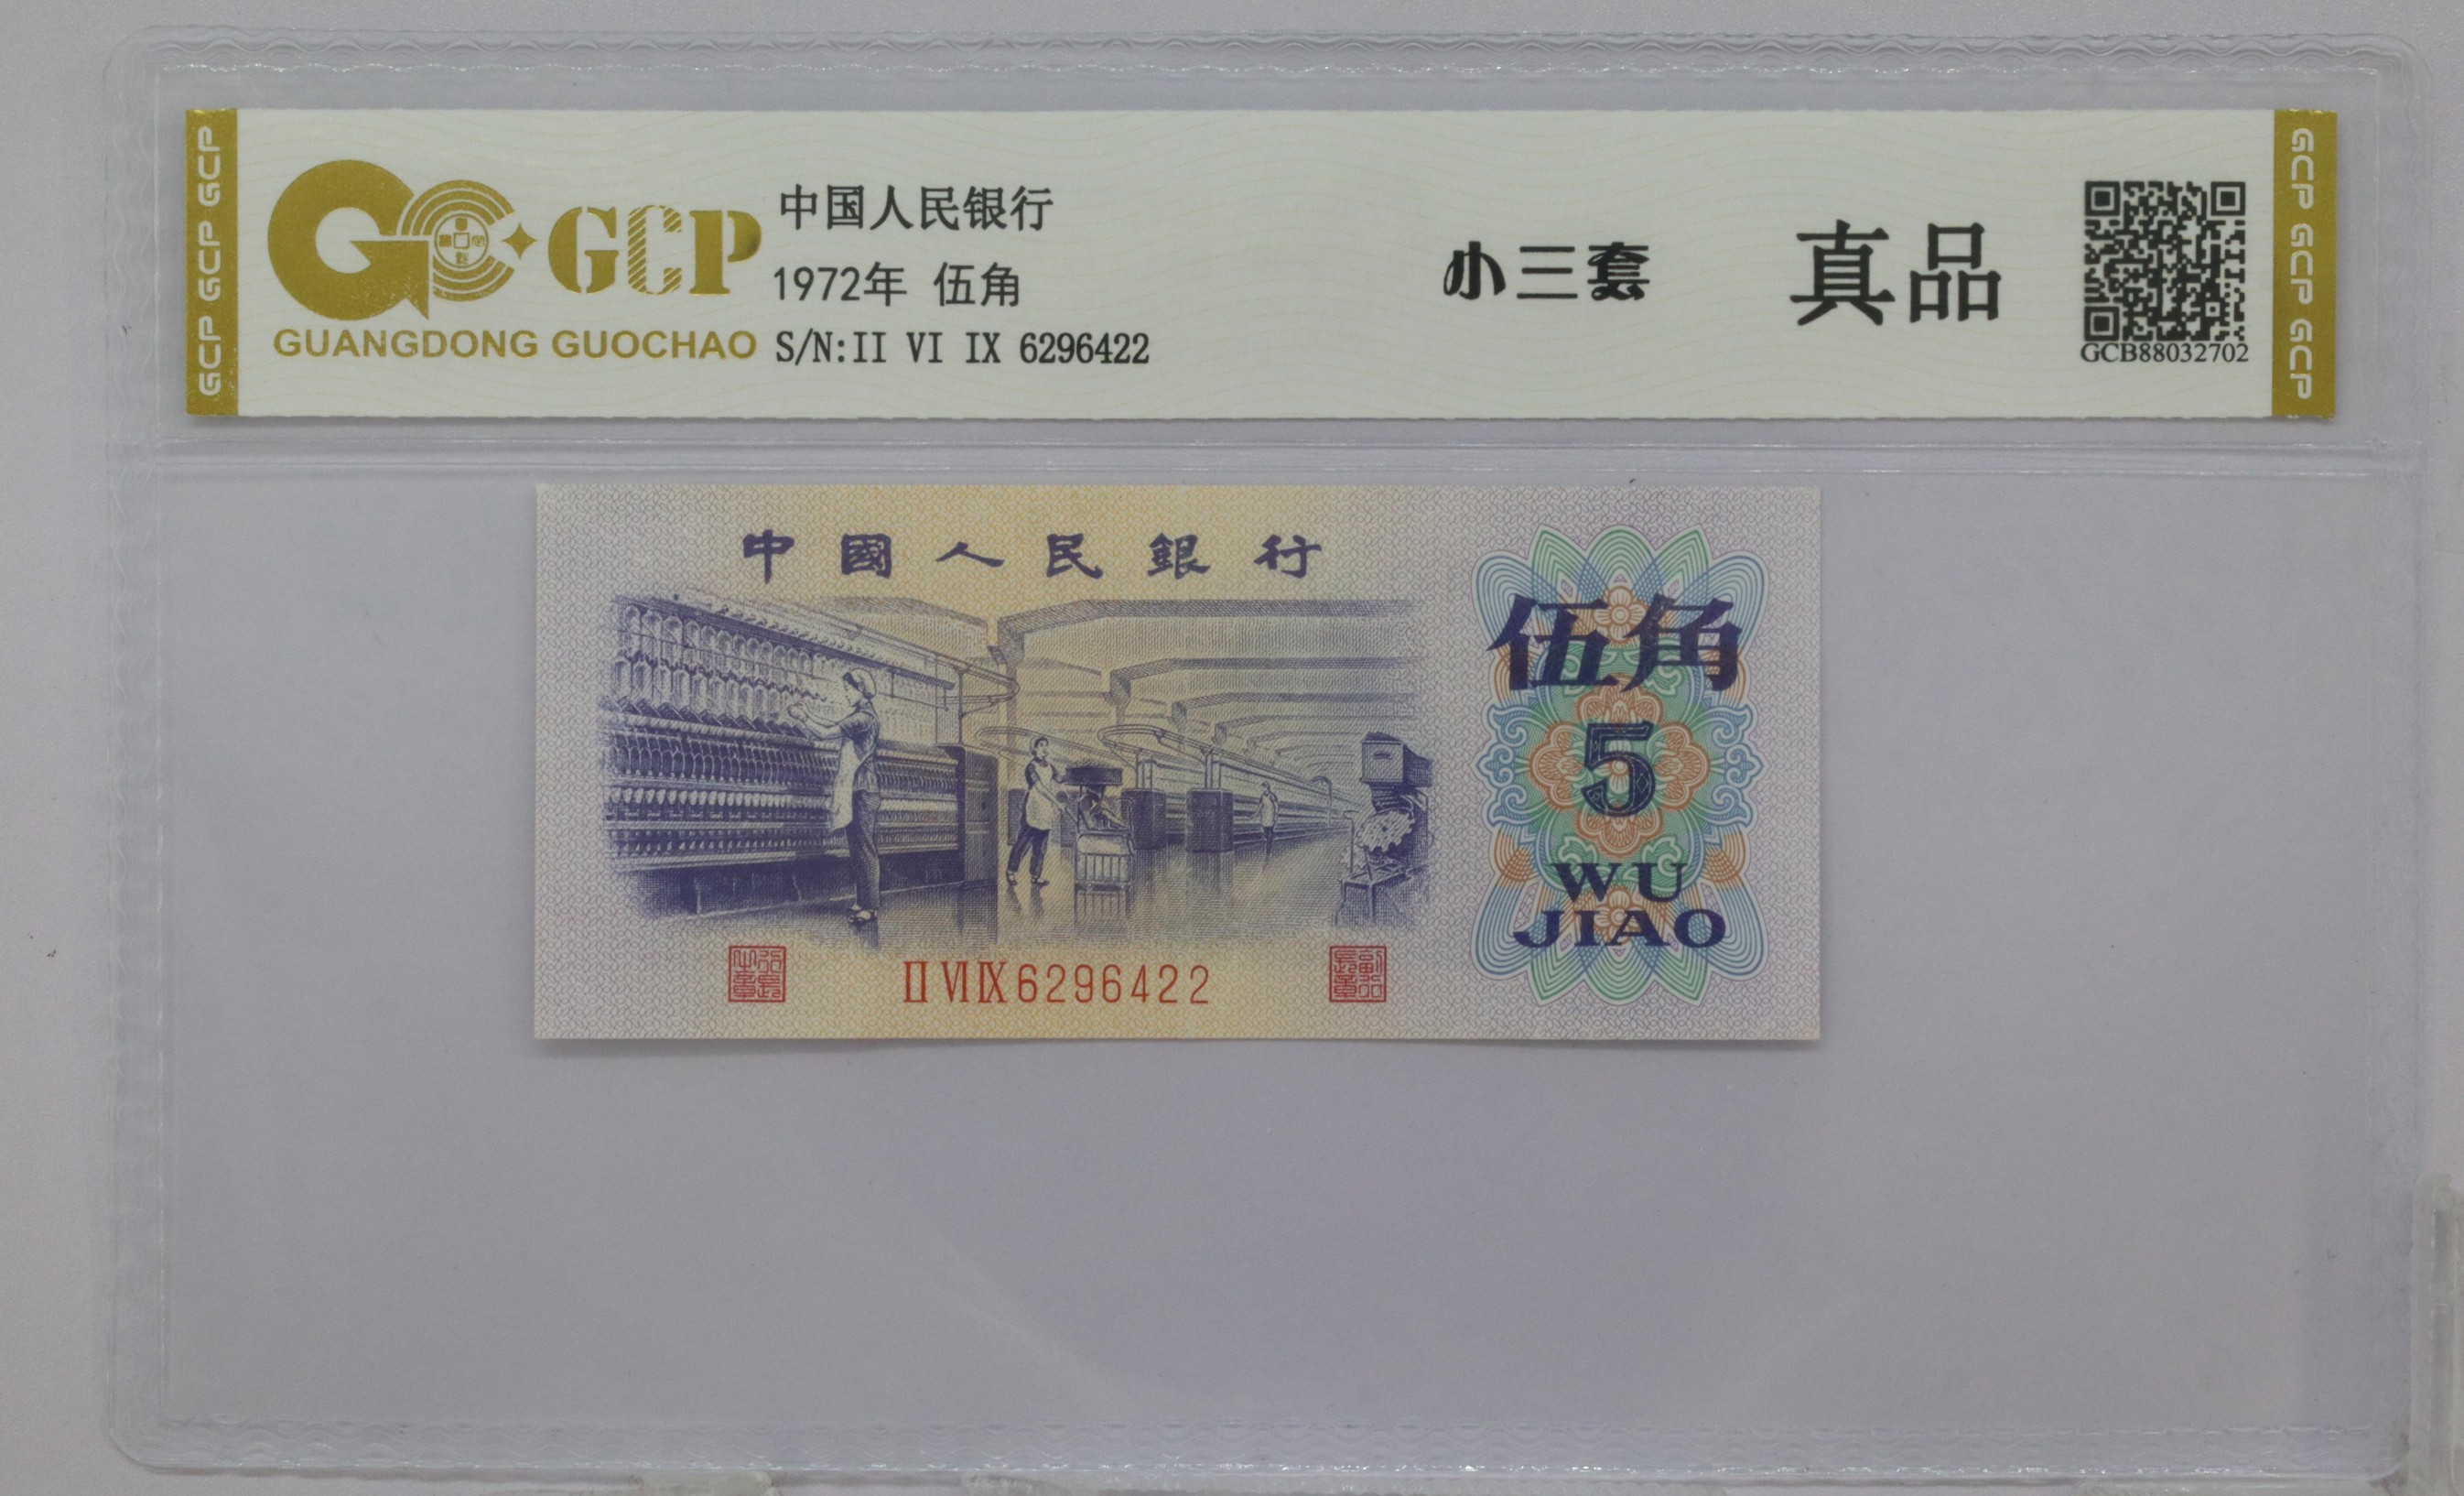 GCP GCP GCP
GCP
GUANGDONG GUOCHAO
中国人民银行
1972年 伍角
S/N:II VI IX 6296422
小三套
真品
GCB88032702
GCP GCP GCP
中國人民銀行
伍角
5
WU
JIAO
II VI IX 6296422